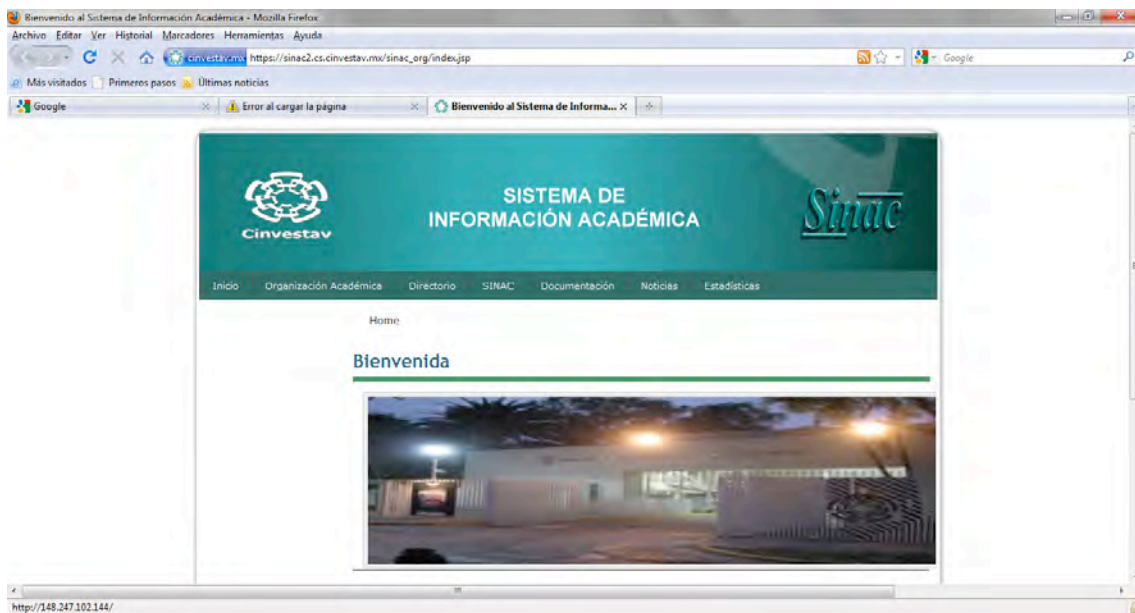 Bienvenido al Sistema de Información Académica - Mozilla Firefox
Archivo Editar Ver Historial Marcadores Herramientas Ayuda
cinvestav.mx https://sinac2.cs.cinvestav.mx/sinac_org/index.jsp
Google
Más visitados Primeros pasos Últimas noticias
Google Error al cargar la página Bienvenido al Sistema de Informa...
SISTEMA DE
INFORMACIÓN ACADÉMICA
Cinvestav
Sinac
Inicio Organización Académica Directorio SINAC Documentación Noticias Estadísticas
Home
Bienvenida
http://148.247.102.144/